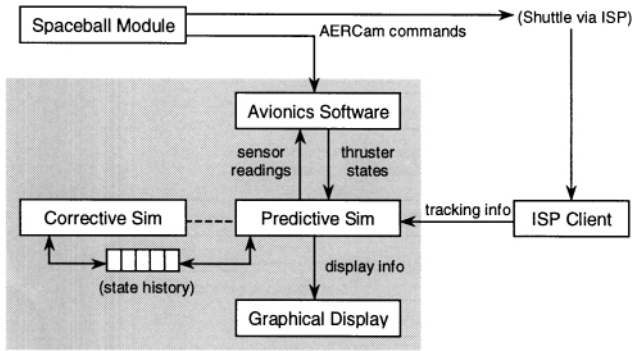 Spaceball Module
(Shuttle via ISP)
AERCam commands
Avionics Software
sensor
readings
thruster
states
Corrective Sim
Predictive Sim
tracking info
ISP Client
(state history)
display info
Graphical Display